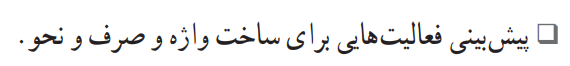 ❑ پیش‌بینی فعالیت‌هایی برای ساخت واژه و صرف و نحو.